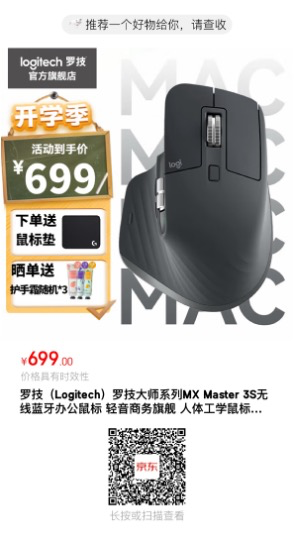 推荐一个好物给你，请查收
logitech 罗技
官方旗舰店
MAC
MAC
MAC
MAC
MAC
开学季
活动到手价
¥699/
下单送
鼠标垫
晒单送
护手霜随机*3
logi
¥699.00
价格具有时效性
罗技（Logitech）罗技大师系列MX Master 3S无
线蓝牙办公鼠标 轻音商务旗舰 人体工学鼠标...
京东
长按或扫描查看